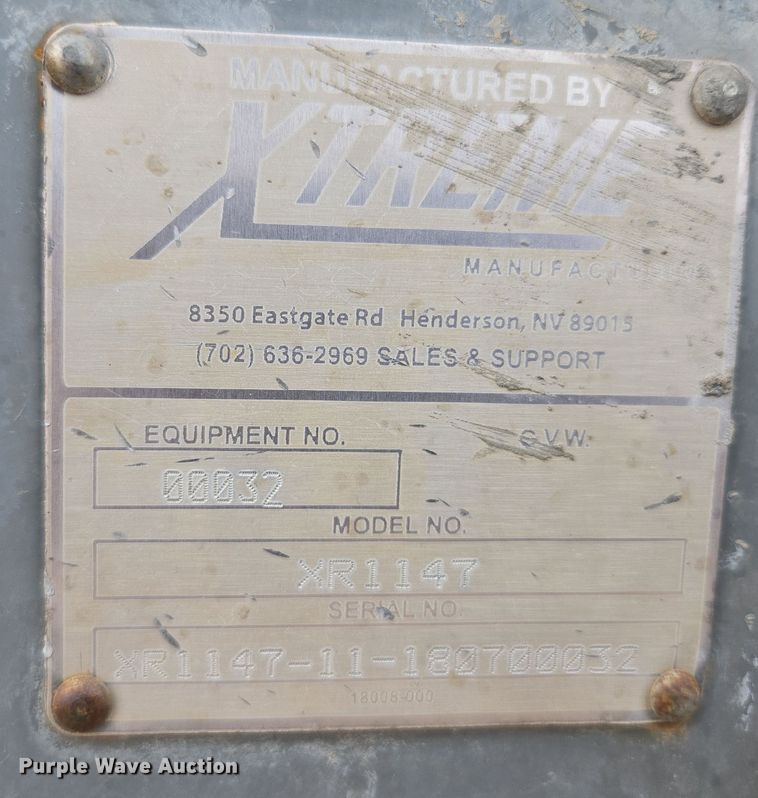 MANUFACTURED BY
XTREME
MANUFACTURING
8350 Eastgate Rd Henderson, NV 89015
(702) 636-2969 SALES & SUPPORT
EQUIPMENT NO. G.V.W.
00032
MODEL NO.
XR1147
SERIAL NO.
XR1147-11-180700032
18008-000
Purple Wave Auction